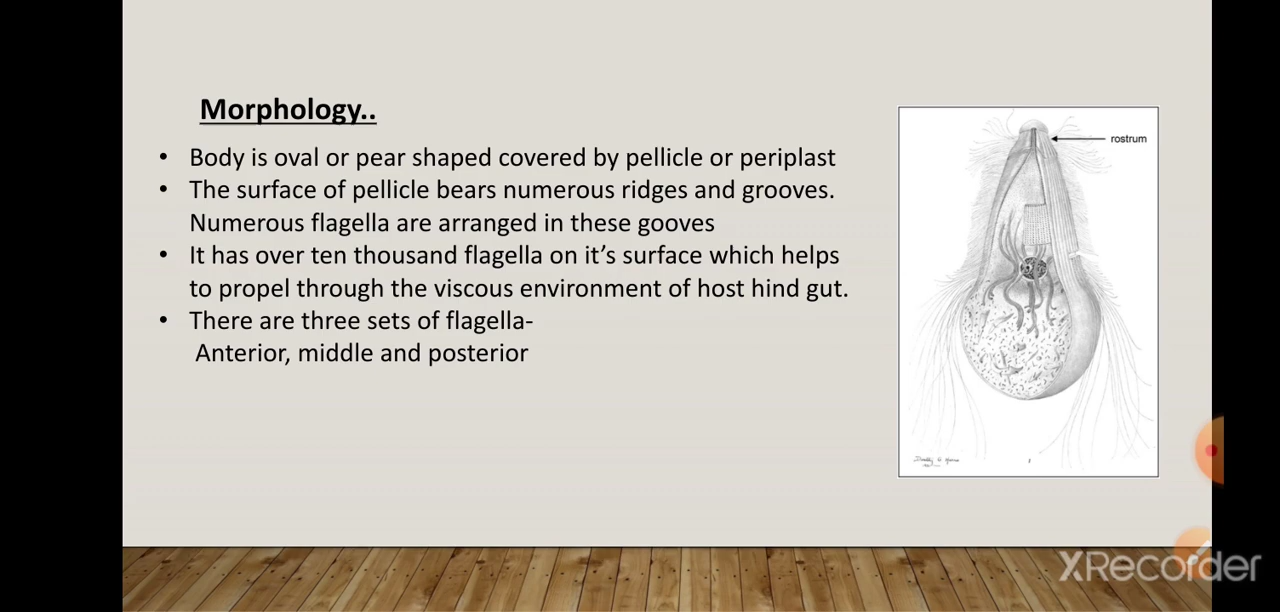 Morphology..
• Body is oval or pear shaped covered by pellicle or periplast
• The surface of pellicle bears numerous ridges and grooves.
Numerous flagella are arranged in these gooves
• It has over ten thousand flagella on it’s surface which helps
to propel through the viscous environment of host hind gut.
• There are three sets of flagella-
Anterior, middle and posterior
rostrum
XRecorder